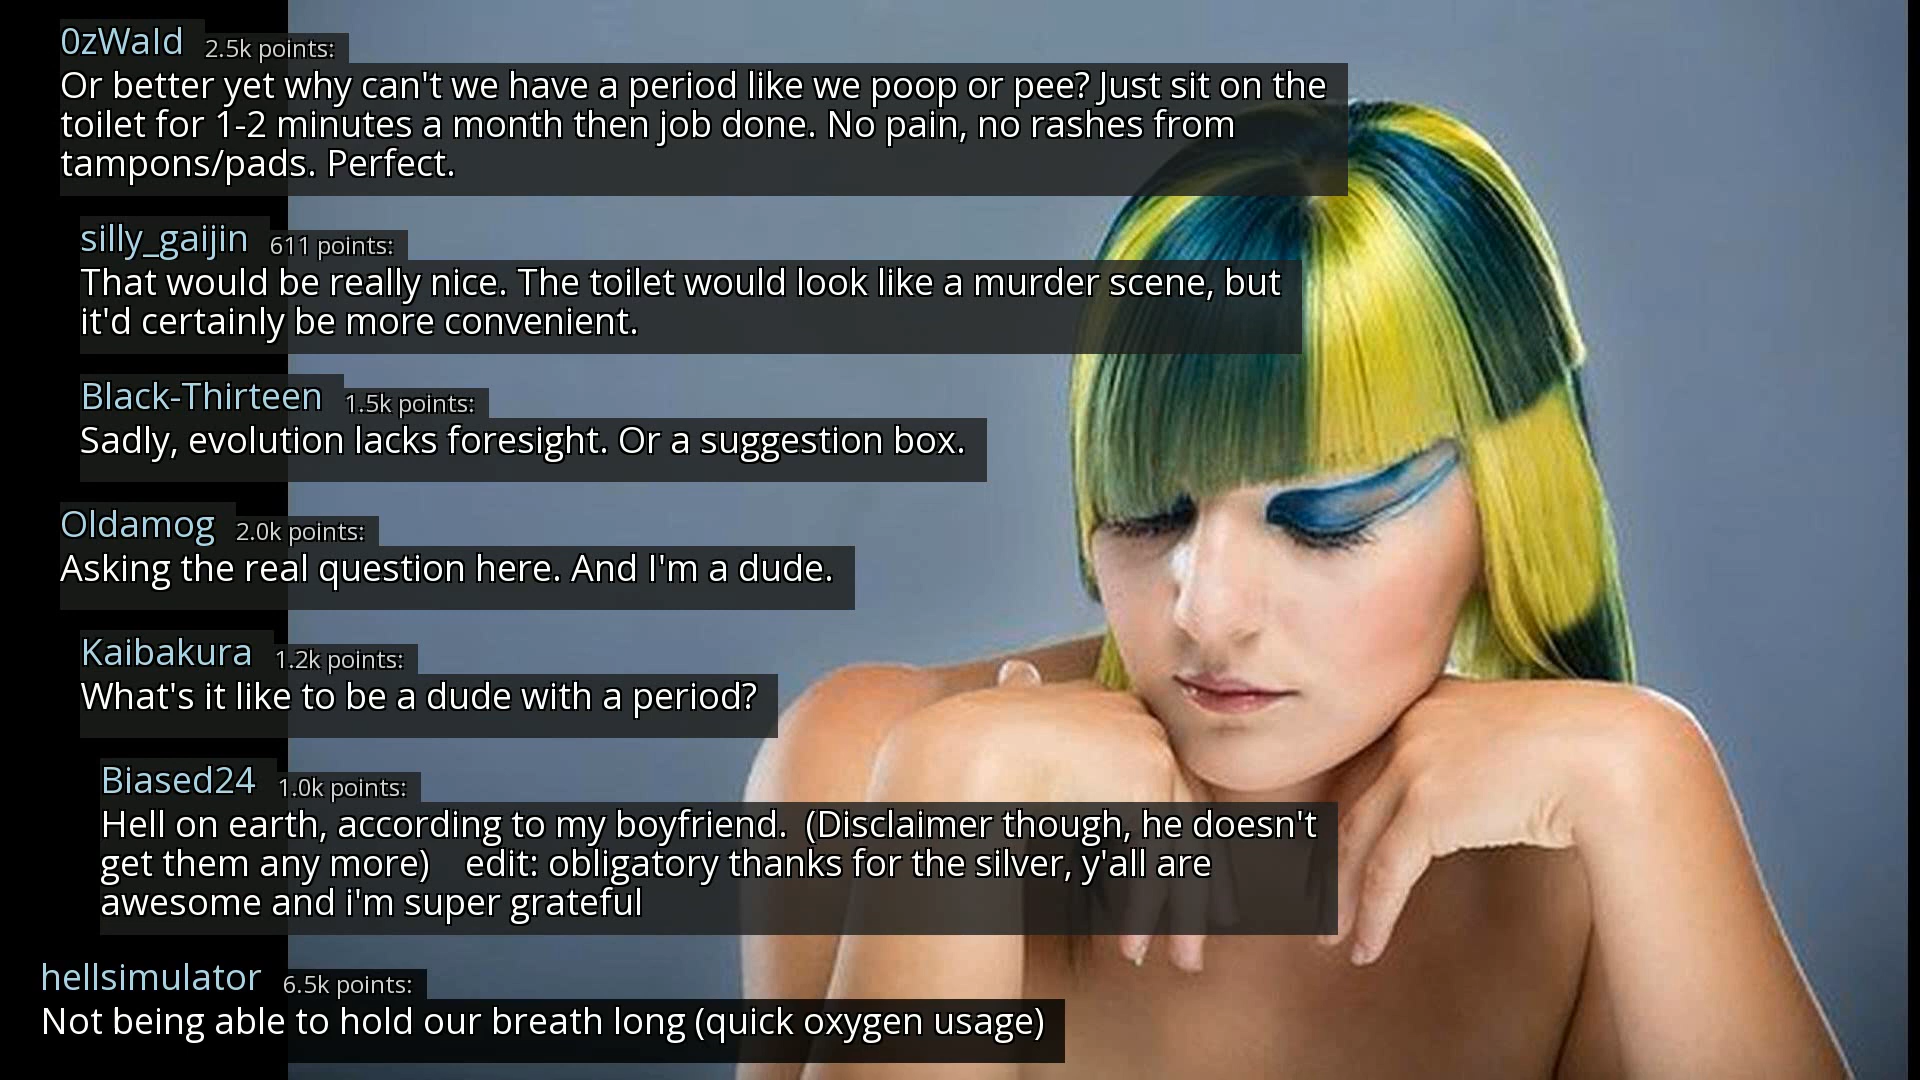 0zWald 2.5k points:
Or better yet why can't we have a period like we poop or pee? Just sit on the
toilet for 1-2 minutes a month then job done. No pain, no rashes from
tampons/pads. Perfect.
silly_gaijin 611 points:
That would be really nice. The toilet would look like a murder scene, but
it'd certainly be more convenient.
Black-Thirteen 1.5k points:
Sadly, evolution lacks foresight. Or a suggestion box.
Oldamog 2.0k points:
Asking the real question here. And I'm a dude.
Kaibakura 1.2k points:
What's it like to be a dude with a period?
Biased24 1.0k points:
Hell on earth, according to my boyfriend.  (Disclaimer though, he doesn't
get them any more)    edit: obligatory thanks for the silver, y'all are
awesome and i'm super grateful
hellsimulator 6.5k points:
Not being able to hold our breath long (quick oxygen usage)